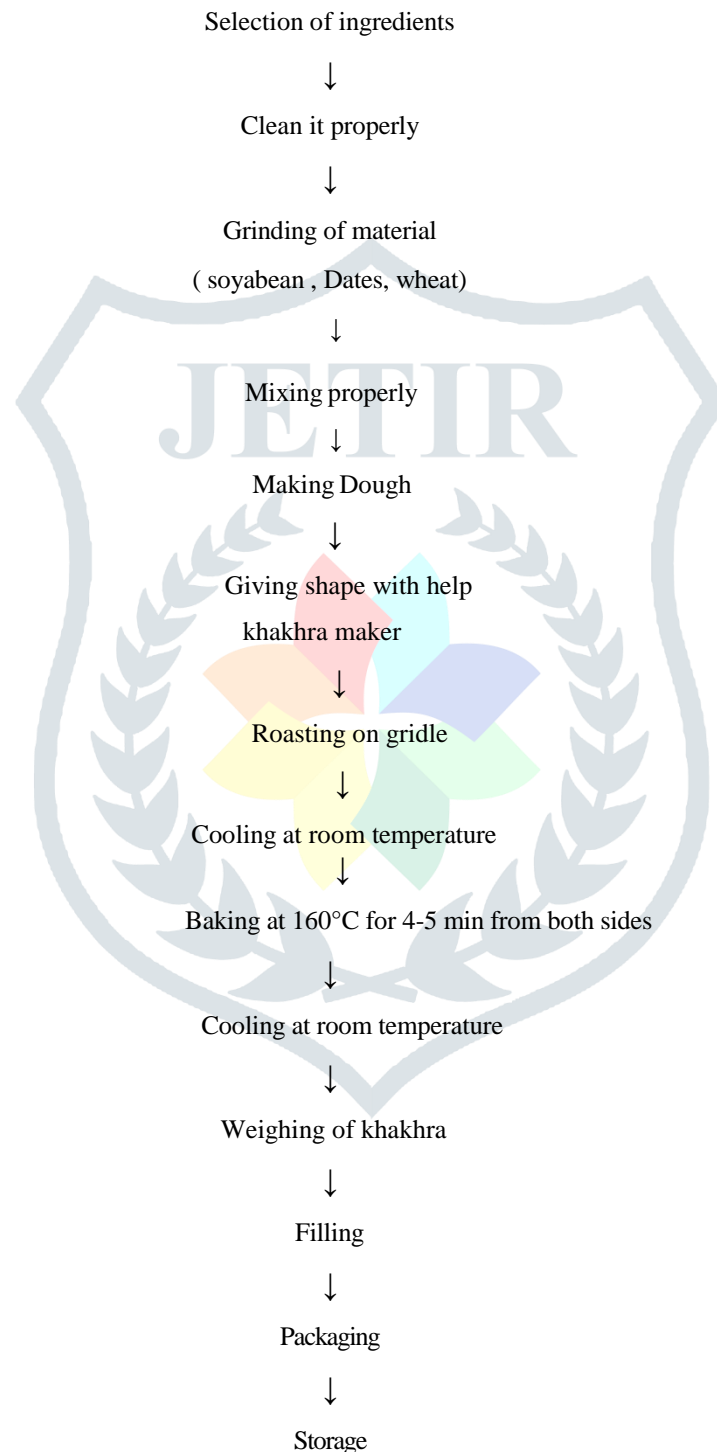 Selection of ingredients
↓
Clean it properly
↓
Grinding of material
( soyabean , Dates, wheat)
↓
JETIR
Mixing properly
↓
Making Dough
↓
Giving shape with help
khakhra maker
↓
Roasting on gridle
↓
Cooling at room temperature
↓
Baking at 160°C for 4-5 min from both sides
↓
Cooling at room temperature
↓
Weighing of khakhra
↓
Filling
↓
Packaging
↓
Storage